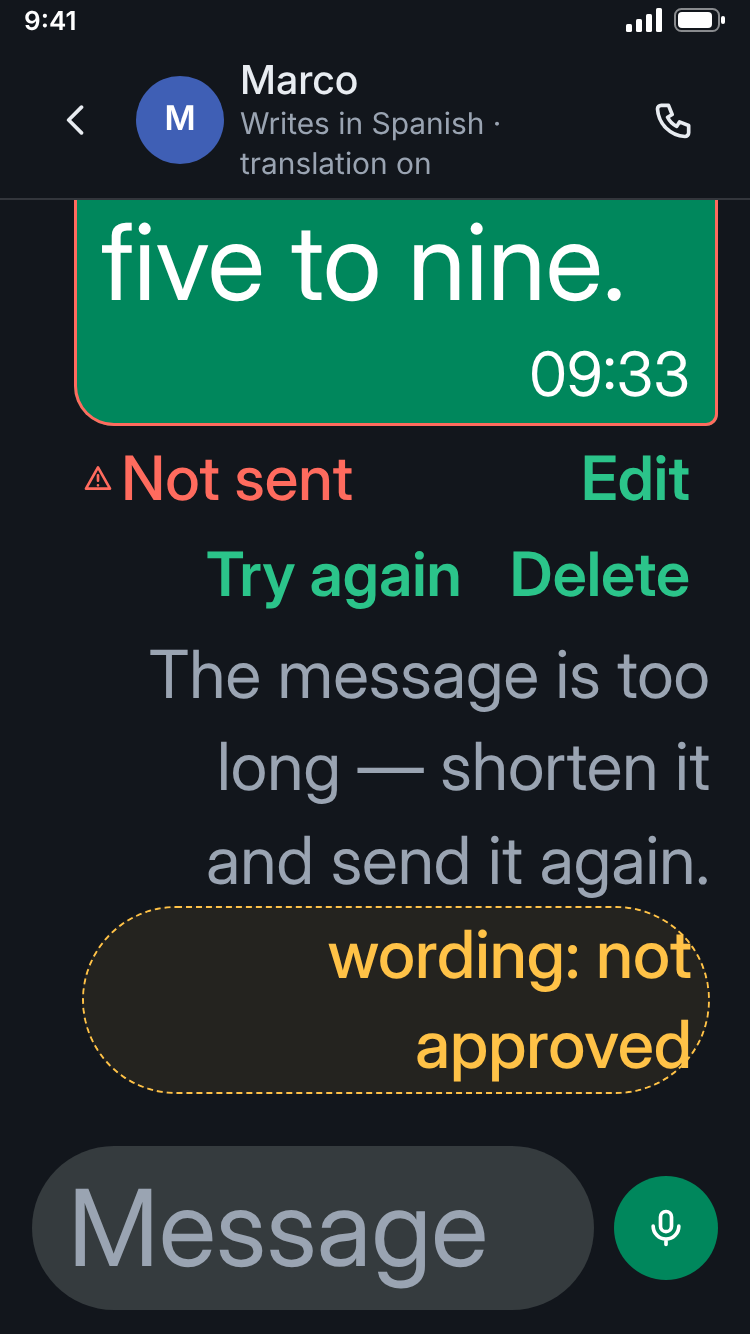 9:41
M
Marco
Writes in Spanish ·
translation on
five to nine.
09:33
Not sent
Edit
Try again
Delete
The message is too
long — shorten it
and send it again.
wording: not
approved
Message